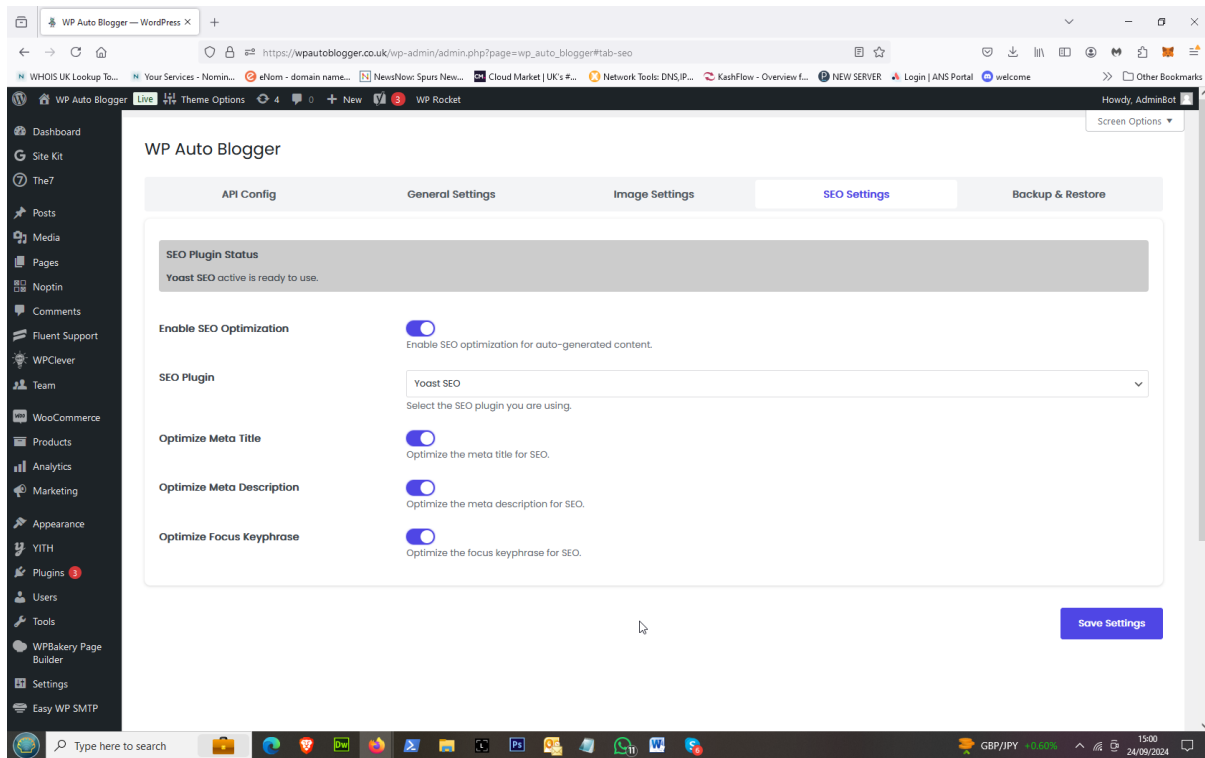 WP Auto Blogger — WordPress
https://wpautoblogger.co.uk/wp-admin/admin.php?page=wp_auto_blogger#tab-seo
WHOIS UK Lookup To...
Your Services - Nomin...
eNom - domain name...
NewsNow: Spurs New...
Cloud Market | UK's #...
Network Tools: DNS,IP...
KashFlow - Overview f...
NEW SERVER
Login | ANS Portal
welcome
Other Bookmarks
WP Auto Blogger
Live
Theme Options
4
0
New
3
WP Rocket
Howdy, AdminBot
Screen Options
Dashboard
Site Kit
The7
Posts
Media
Pages
Noptin
Comments
Fluent Support
WPClever
Team
WooCommerce
Products
Analytics
Marketing
Appearance
YITH
Plugins 3
Users
Tools
WPBakery Page
Builder
Settings
Easy WP SMTP
WP Auto Blogger
API Config
General Settings
Image Settings
SEO Settings
Backup & Restore
SEO Plugin Status
Yoast SEO active is ready to use.
Enable SEO Optimization
Enable SEO optimization for auto-generated content.
SEO Plugin
Yoast SEO
Select the SEO plugin you are using.
Optimize Meta Title
Optimize the meta title for SEO.
Optimize Meta Description
Optimize the meta description for SEO.
Optimize Focus Keyphrase
Optimize the focus keyphrase for SEO.
Save Settings
Type here to search
Dw
Ps
GBP/JPY +0.60%
15:00
24/09/2024